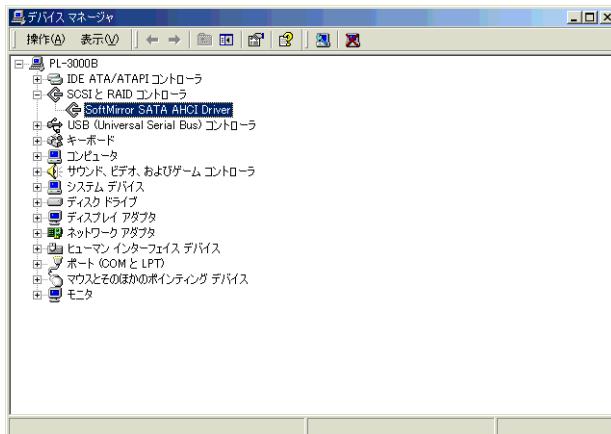 デバイス マネージャ
操作(A) 表示(V)
PL-3000B
IDE ATA/ATAPI コントローラ
SCSI と RAID コントローラ
SoftMirror SATA AHCI Driver
USB (Universal Serial Bus) コントローラ
キーボード
コンピュータ
サウンド、ビデオ、およびゲーム コントローラ
システム デバイス
ディスク ドライブ
ディスプレイ アダプタ
ネットワーク アダプタ
ヒューマン インターフェイス デバイス
ポート (COM と LPT)
マウスとそのほかのポインティング デバイス
モニタ